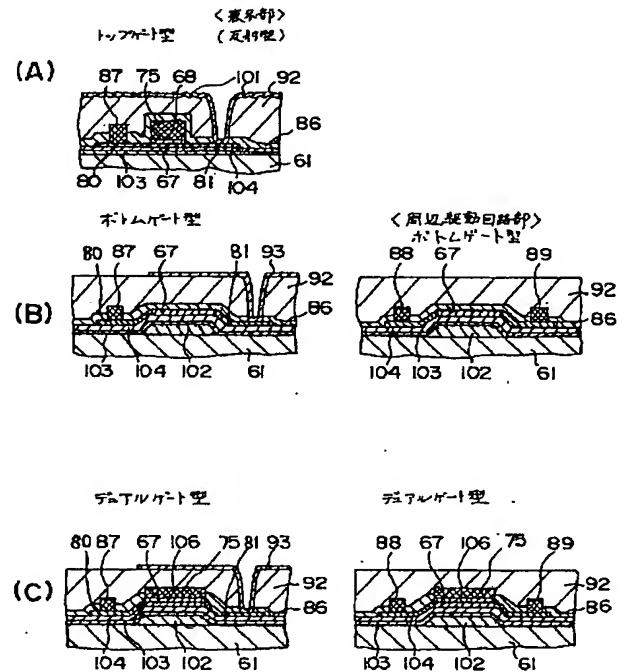 〈表示部〉
トップゲート型 (反射型)
(A)
87 75 68 101 92
86
61
80 103 67 81 104
ボトムゲート型
80 87 67 81 93
92
86
(B)
103 104 102 61
〈周辺駆動回路部〉
ボトムゲート型
88 67 89
92
86
104 103 102 61
デュアルゲート型
80 87 67 106 75 81 93
92
86
(C)
104 103 102 61
デュアルゲート型
88 67 106 75 89
92
86
103 104 102 61